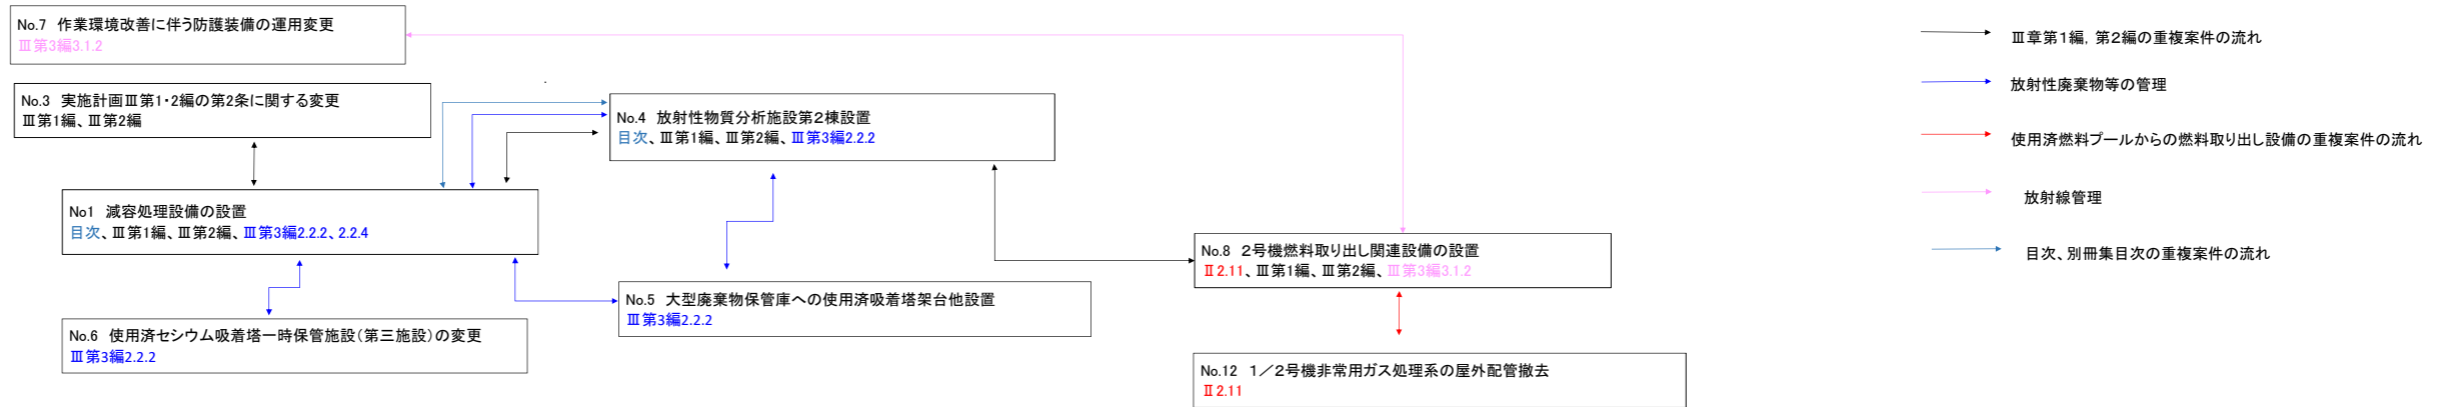 No.7 作業環境改善に伴う防護装備の運用変更
Ⅲ第3編3.1.2
No.3 実施計画Ⅲ第1・2編の第2条に関する変更
Ⅲ第1編、Ⅲ第2編
No.4 放射性物質分析施設第2棟設置
目次、Ⅲ第1編、Ⅲ第2編、Ⅲ第3編2.2.2
No1 減容処理設備の設置
目次、Ⅲ第1編、Ⅲ第2編、Ⅲ第3編2.2.2、2.2.4
No.8 2号機燃料取り出し関連設備の設置
Ⅱ2.11、Ⅲ第1編、Ⅲ第2編、Ⅲ第3編3.1.2
No.5 大型廃棄物保管庫への使用済吸着塔架台他設置
Ⅲ第3編2.2.2
No.6 使用済セシウム吸着塔一時保管施設(第三施設)の変更
Ⅲ第3編2.2.2
No.12 1/2号機非常用ガス処理系の屋外配管撤去
Ⅱ2.11
Ⅲ章第1編,第2編の重複案件の流れ
放射性廃棄物等の管理
使用済燃料プールからの燃料取り出し設備の重複案件の流れ
放射線管理
目次、別冊集目次の重複案件の流れ